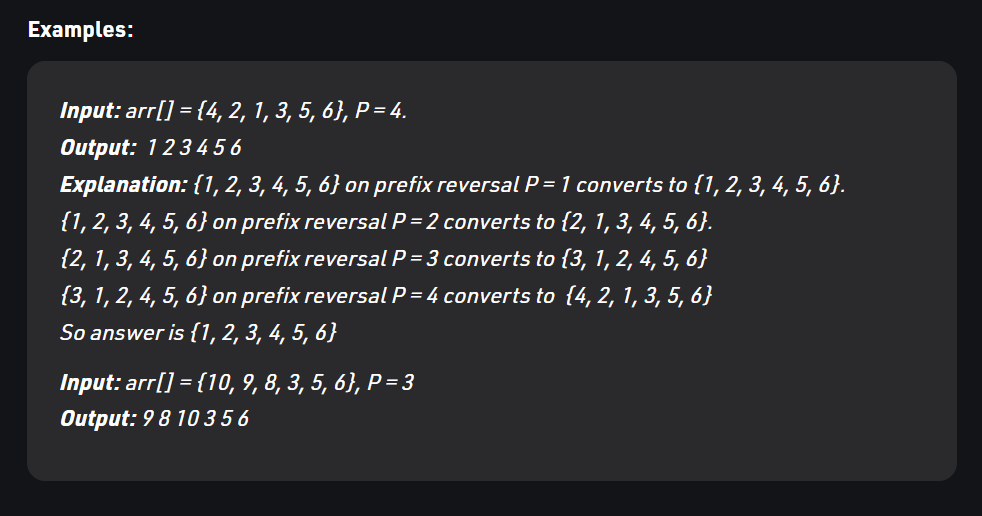 Examples:
Input: arr[] = {4, 2, 1, 3, 5, 6}, P = 4.
Output:  1 2 3 4 5 6
Explanation: {1, 2, 3, 4, 5, 6} on prefix reversal P = 1 converts to {1, 2, 3, 4, 5, 6}.
{1, 2, 3, 4, 5, 6} on prefix reversal P = 2 converts to {2, 1, 3, 4, 5, 6}.
{2, 1, 3, 4, 5, 6} on prefix reversal P = 3 converts to {3, 1, 2, 4, 5, 6}
{3, 1, 2, 4, 5, 6} on prefix reversal P = 4 converts to  {4, 2, 1, 3, 5, 6}
So answer is {1, 2, 3, 4, 5, 6}
Input: arr[] = {10, 9, 8, 3, 5, 6}, P = 3
Output: 9 8 10 3 5 6